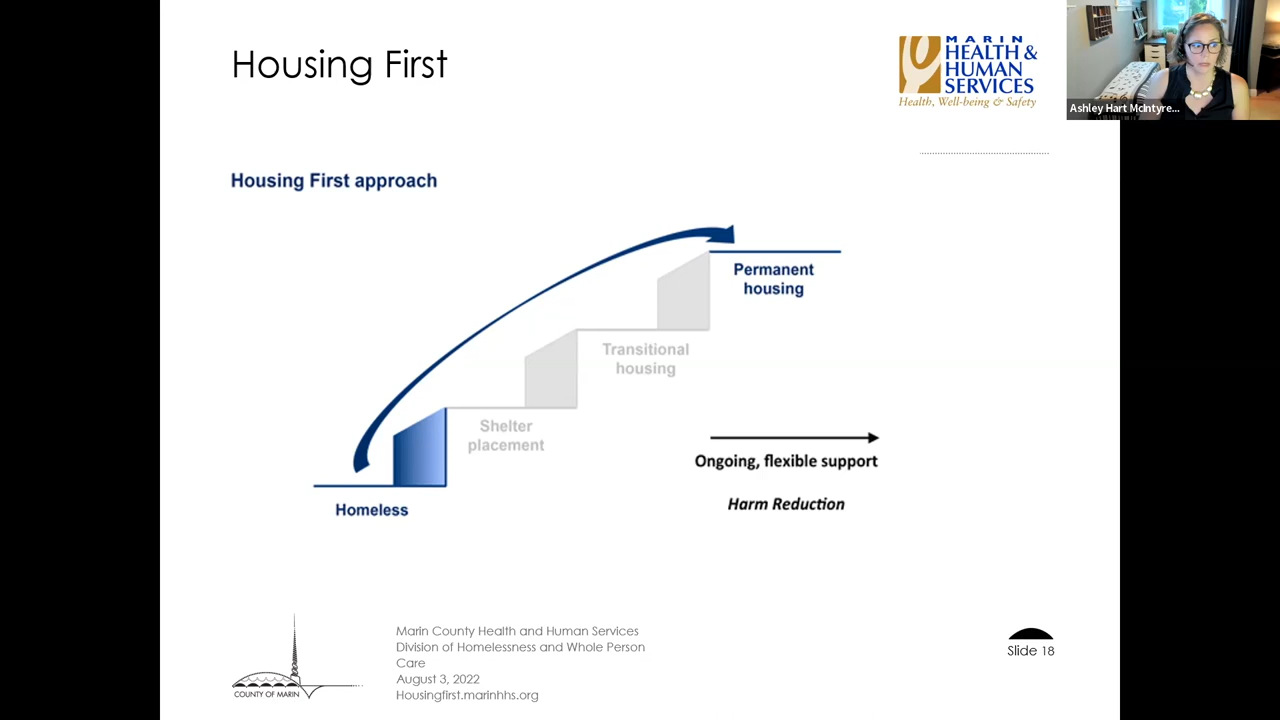 Housing First
MARIN
HEALTH &
HUMAN
SERVICES
Health, Well-being & Safety
Ashley Hart McIntyre...
Housing First approach
Permanent
housing
Transitional
housing
Shelter
placement
Homeless
Ongoing, flexible support
Harm Reduction
COUNTY OF MARIN
Marin County Health and Human Services
Division of Homelessness and Whole Person
Care
August 3, 2022
Housingfirst.marinhhs.org
Slide 18